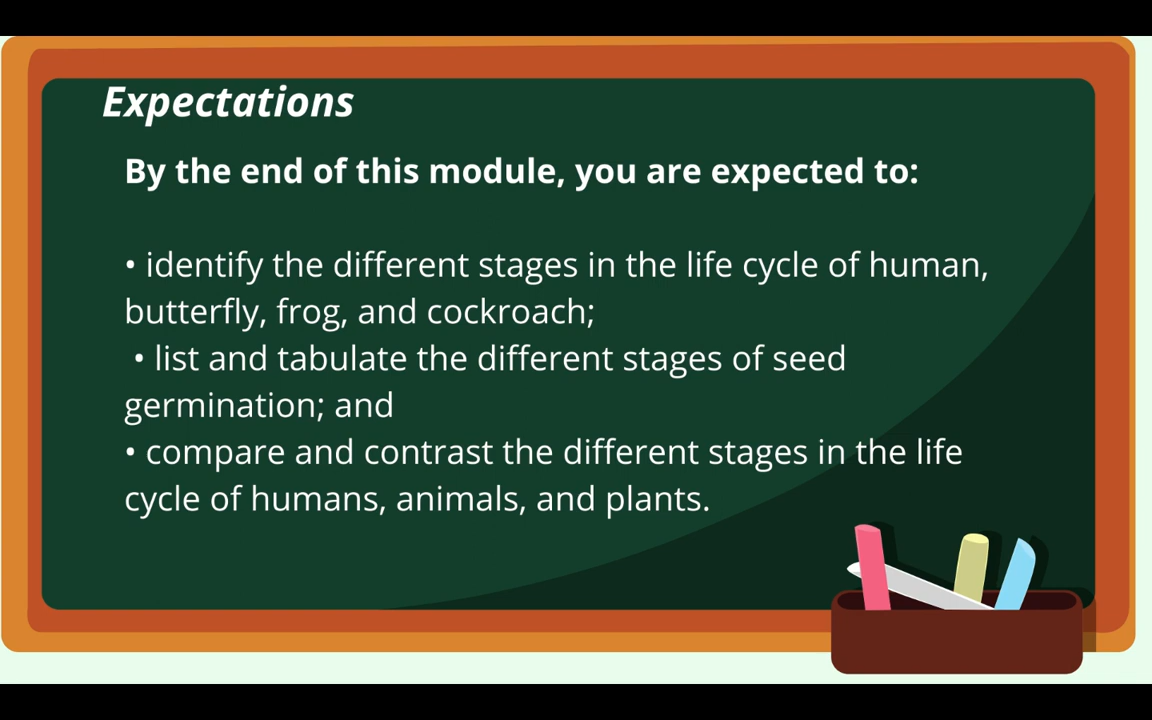 Expectations
By the end of this module, you are expected to:
• identify the different stages in the life cycle of human,
butterfly, frog, and cockroach;
• list and tabulate the different stages of seed
germination; and
• compare and contrast the different stages in the life
cycle of humans, animals, and plants.